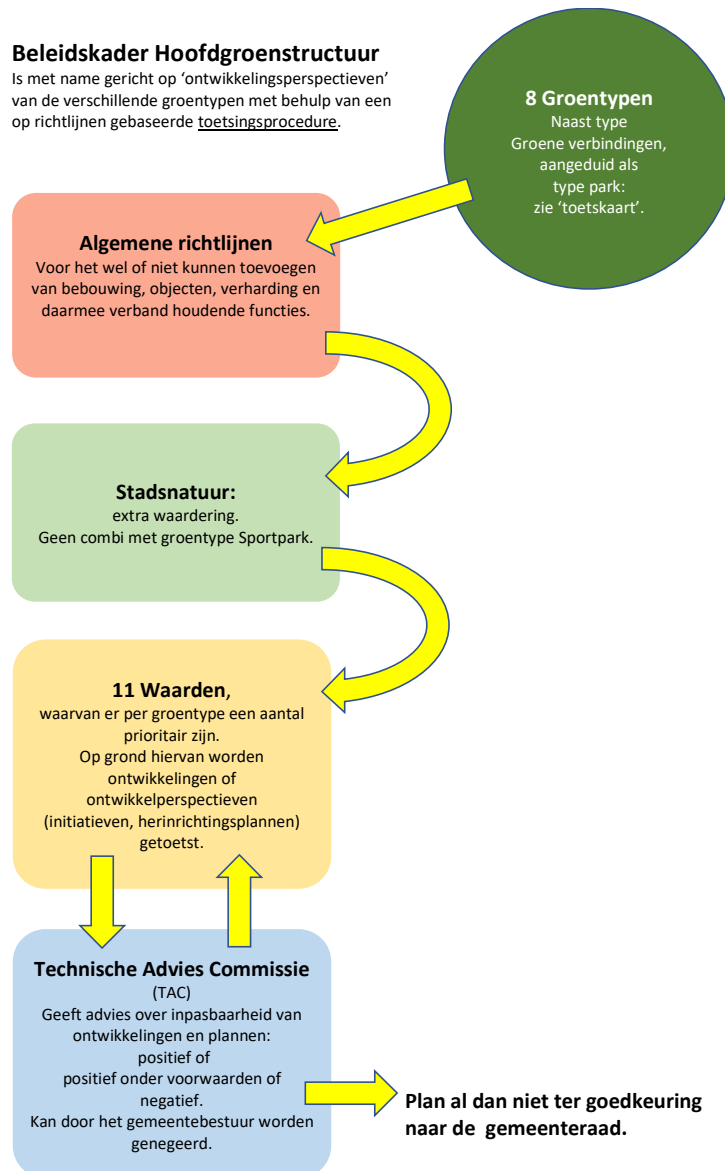 Beleidskader Hoofdgroenstructuur
Is met name gericht op ‘ontwikkelingsperspectieven’
van de verschillende groentypen met behulp van een
op richtlijnen gebaseerde toetsingsprocedure.
8 Groentypen
Naast type
Groene verbindingen,
aangeduid als
type park:
zie ‘toetskaart’.
Algemene richtlijnen
Voor het wel of niet kunnen toevoegen
van bebouwing, objecten, verharding en
daarmee verband houdende functies.
Stadsnatuur:
extra waardering.
Geen combi met groentype Sportpark.
11 Waarden,
waarvan er per groentype een aantal
prioritair zijn.
Op grond hiervan worden
ontwikkelingen of
ontwikkelperspectieven
(initiatieven, herinrichtingsplannen)
getoetst.
Technische Advies Commissie
(TAC)
Geeft advies over inpasbaarheid van
ontwikkelingen en plannen:
positief of
positief onder voorwaarden of
negatief.
Kan door het gemeentebestuur worden
genegeerd.
Plan al dan niet ter goedkeuring
naar de gemeenteraad.